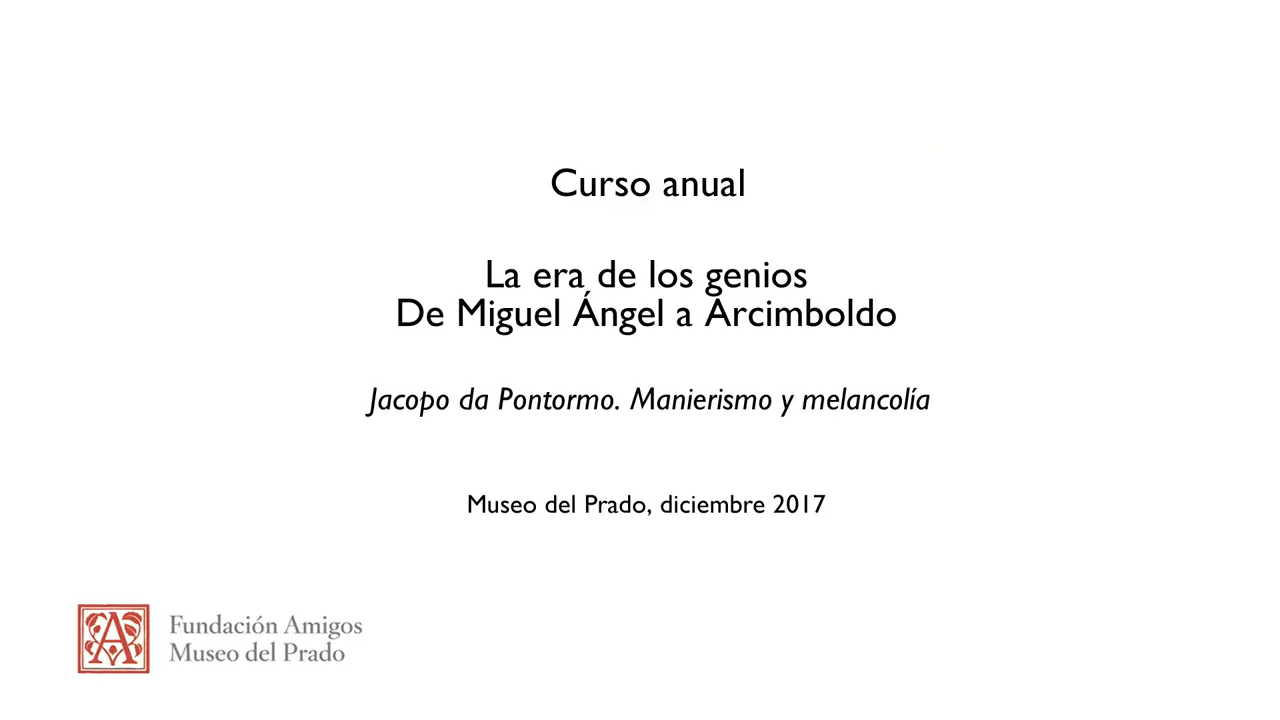 Curso anual
La era de los genios
De Miguel Ángel a Arcimboldo
Jacopo da Pontormo. Manierismo y melancolía
Museo del Prado, diciembre 2017
A
Fundación Amigos
Museo del Prado